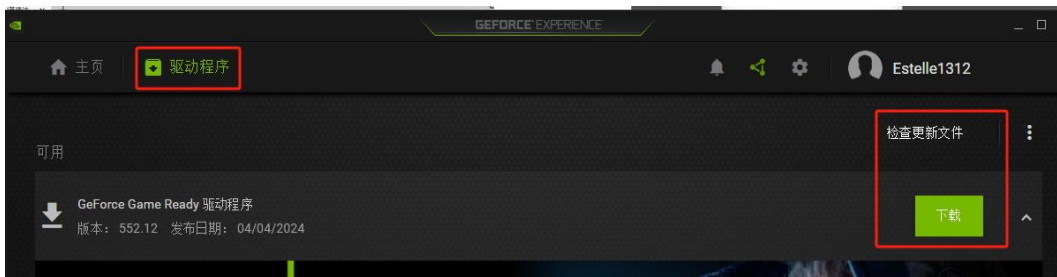 GEFORCE EXPERIENCE
主页
驱动程序
Estelle1312
检查更新文件
可用
GeForce Game Ready 驱动程序
版本： 552.12 发布日期： 04/04/2024
下载